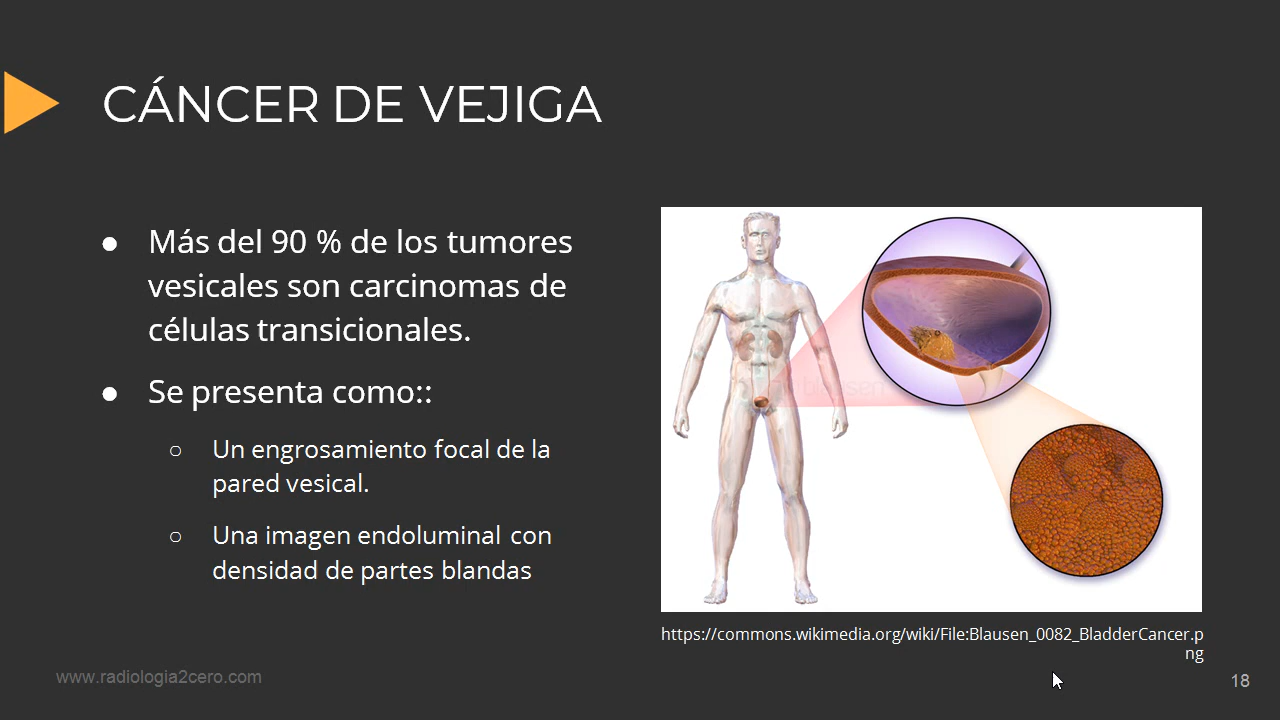 CÁNCER DE VEJIGA
● Más del 90 % de los tumores
vesicales son carcinomas de
células transicionales.
● Se presenta como::
○ Un engrosamiento focal de la
pared vesical.
○ Una imagen endoluminal con
densidad de partes blandas
blausen
https://commons.wikimedia.org/wiki/File:Blausen_0082_BladderCancer.p
ng
www.radiologia2cero.com
18